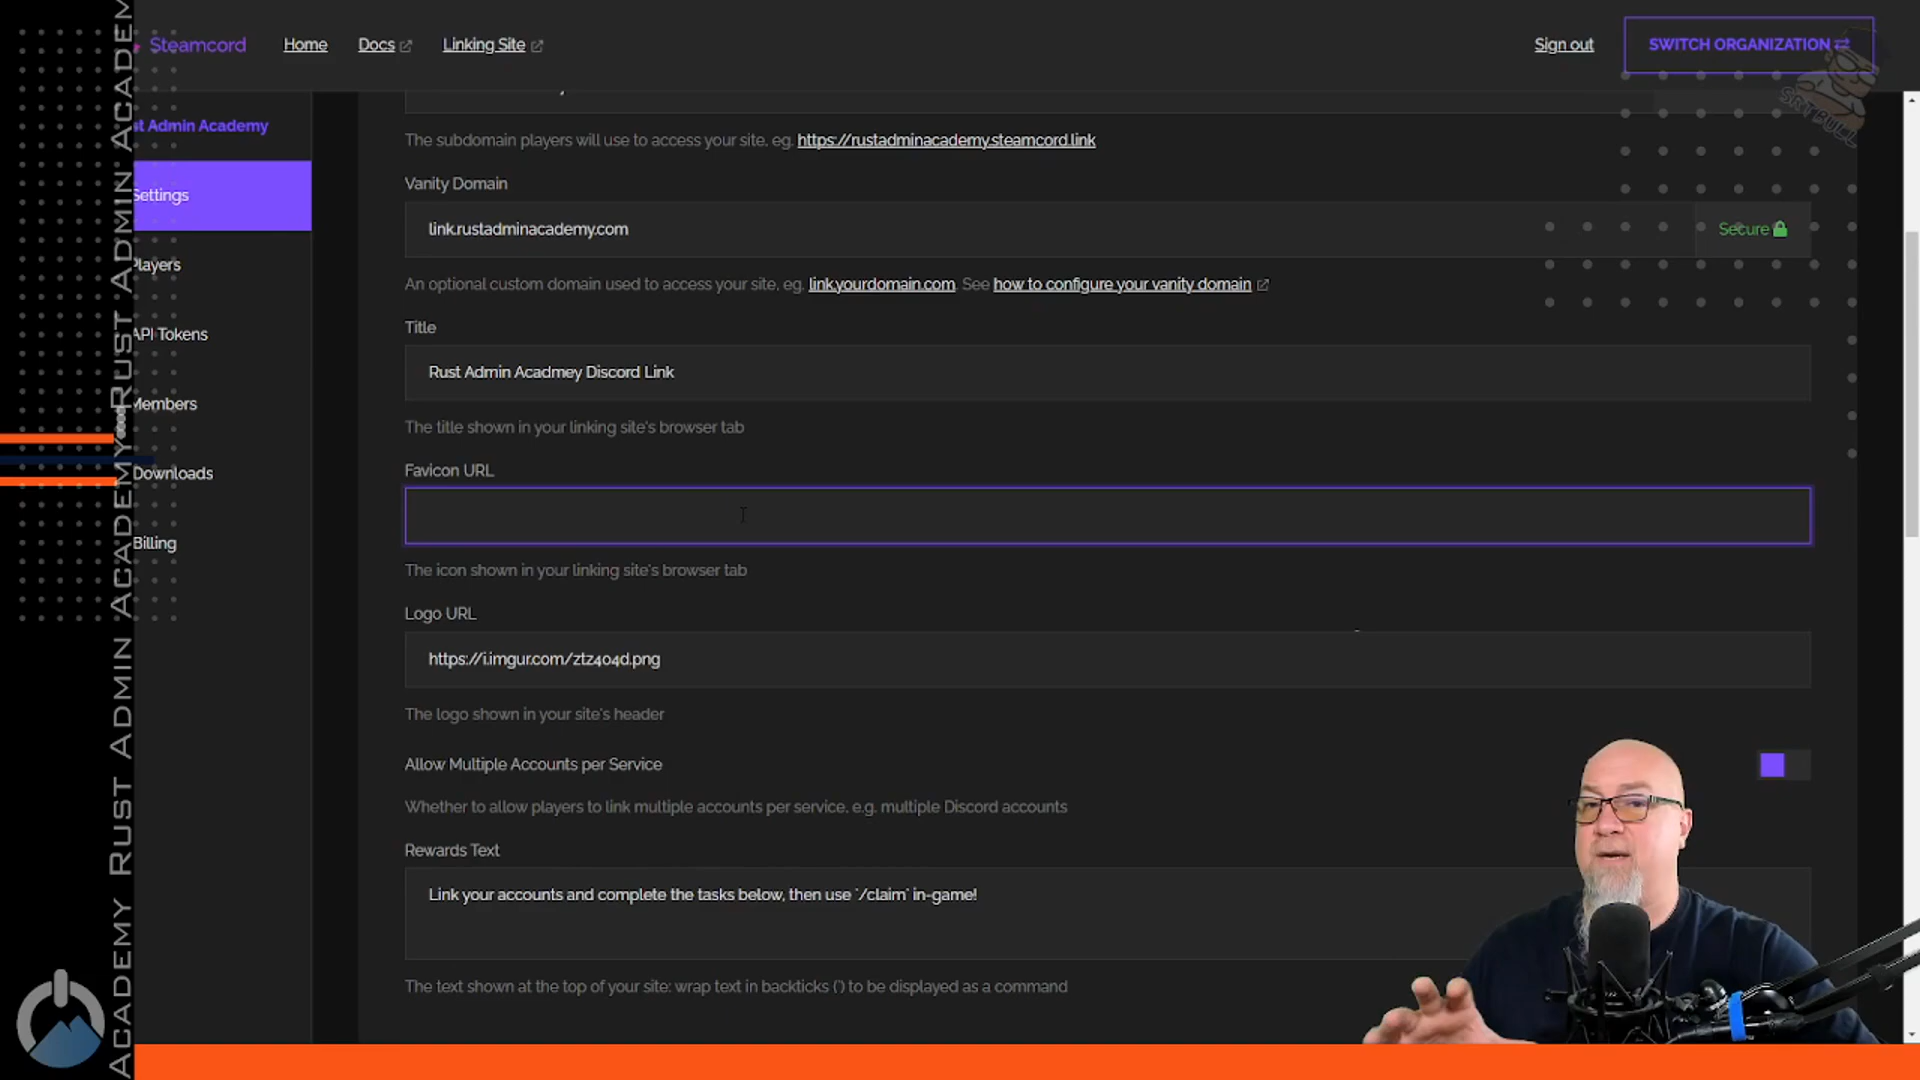 Steamcord
Home
Docs
Linking Site
Sign out
SWITCH ORGANIZATION
SRTBULL
st Admin Academy
Settings
Players
API Tokens
Members
Downloads
Billing
The subdomain players will use to access your site, eg. https://rustadminacademy.steamcord.link
Vanity Domain
link.rustadminacademy.com
Secure
An optional custom domain used to access your site, eg. link.yourdomain.com. See how to configure your vanity domain
Title
Rust Admin Acadmey Discord Link
The title shown in your linking site's browser tab
Favicon URL
The icon shown in your linking site's browser tab
Logo URL
https://i.imgur.com/ztz404d.png
The logo shown in your site's header
Allow Multiple Accounts per Service
Whether to allow players to link multiple accounts per service, e.g. multiple Discord accounts
Rewards Text
Link your accounts and complete the tasks below, then use `/claim` in-game!
The text shown at the top of your site: wrap text in backticks (`) to be displayed as a command
ACADEMY RUST ADMIN ACADEMY RUST ADMIN ACADEM